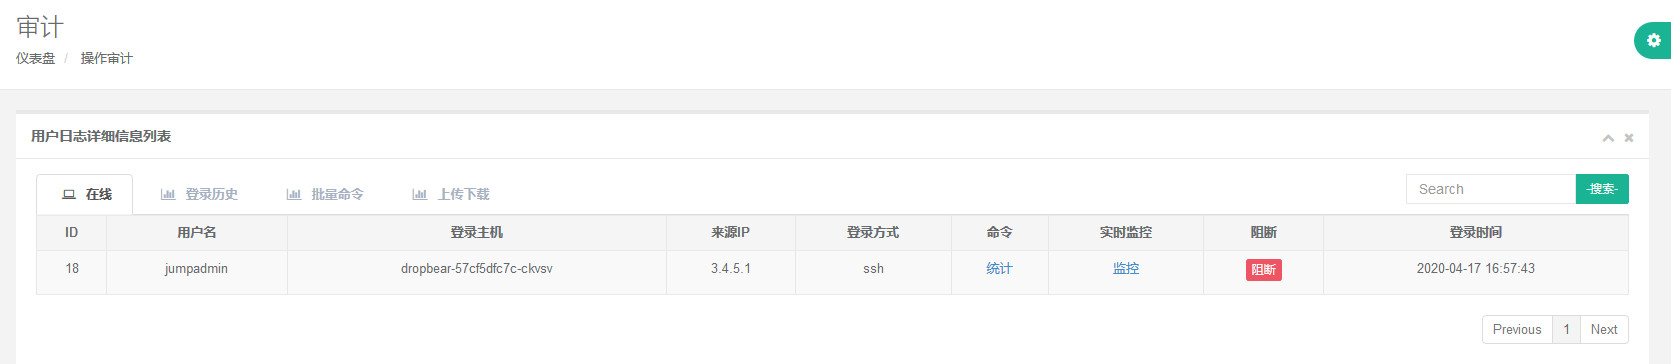 审计
仪表盘 / 操作审计
用户日志详细信息列表
在线 登录历史 批量命令 上传下载 Search -搜索-
ID 用户名 登录主机 来源IP 登录方式 命令 实时监控 阻断 登录时间
18 jumpadmin dropbear-57cf5dfc7c-ckvsv 3.4.5.1 ssh 统计 监控 阻断 2020-04-17 16:57:43
Previous 1 Next